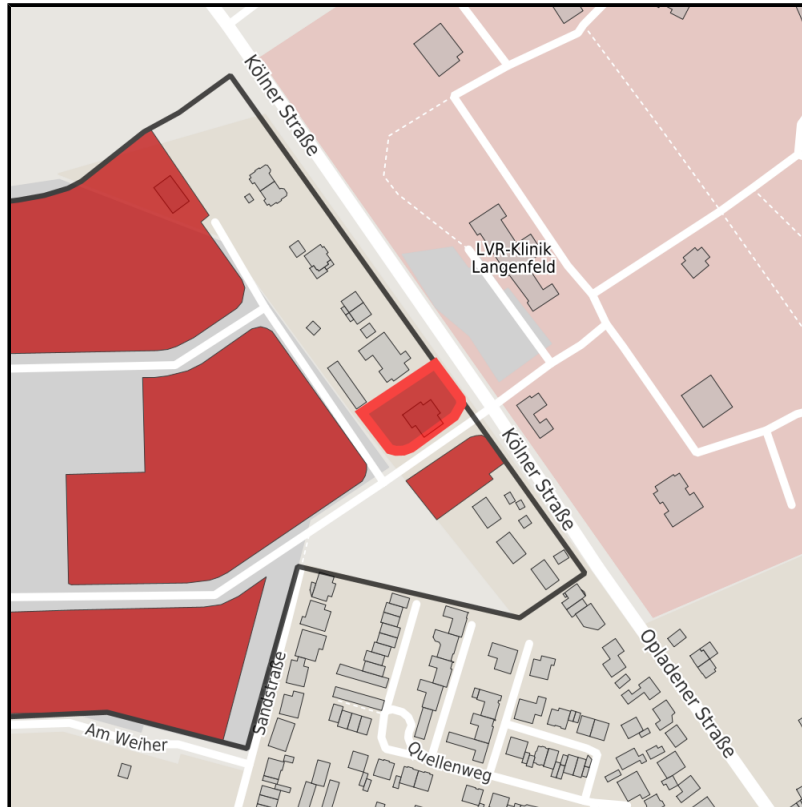 Kölner Straße
LVR-Klinik
Langenfeld
Kölner Straße
Opladener Straße
Sandstraße
Am Weiher
Quellenweg